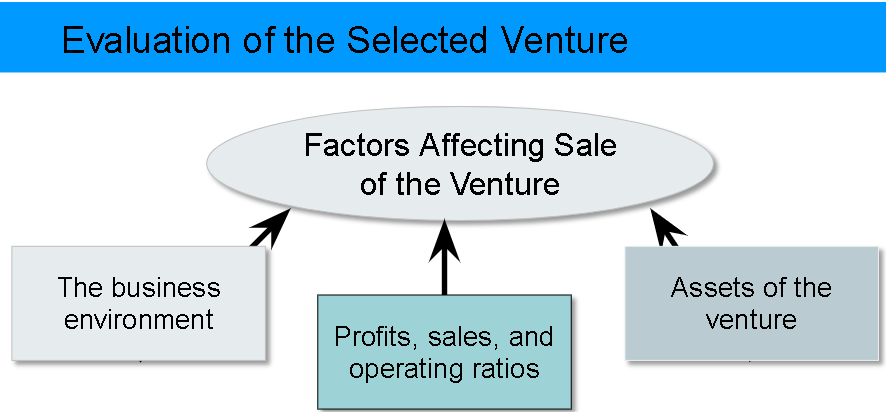 Evaluation of the Selected Venture
Factors Affecting Sale
of the Venture
The business
environment
Profits, sales, and
operating ratios
Assets of the
venture